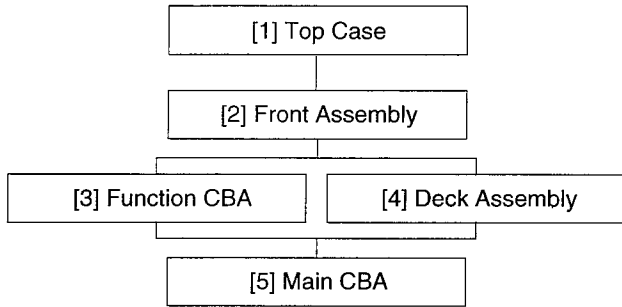 [1] Top Case
[2] Front Assembly
[3] Function CBA
[4] Deck Assembly
[5] Main CBA